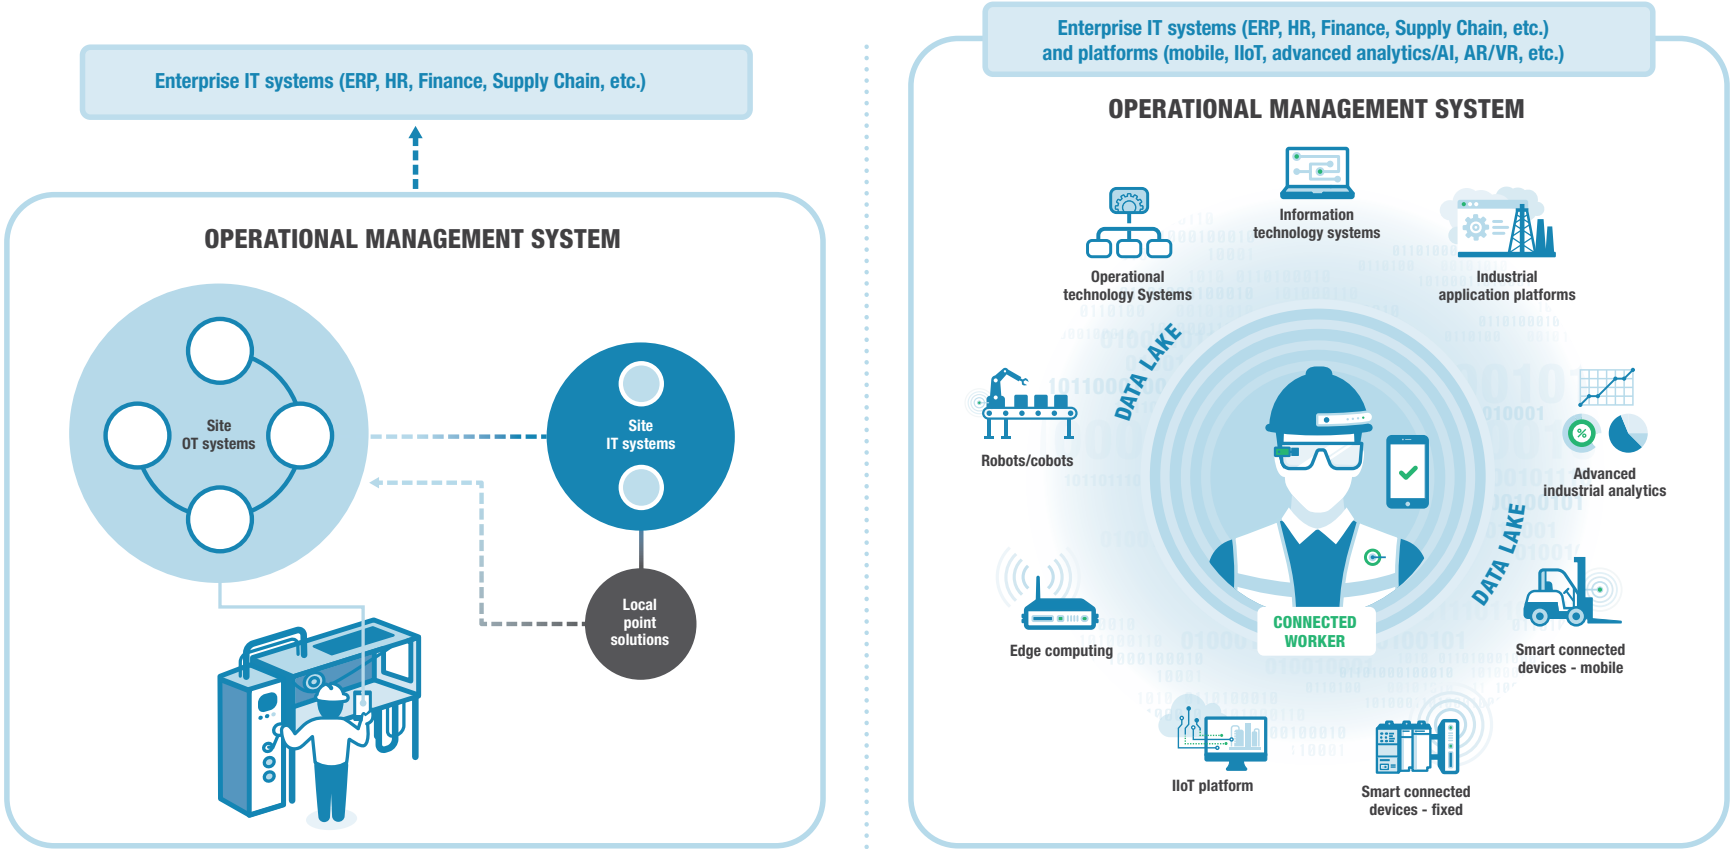 Enterprise IT systems (ERP, HR, Finance, Supply Chain, etc.)
OPERATIONAL MANAGEMENT SYSTEM
Site
OT systems
Site
IT systems
Local
point
solutions
Enterprise IT systems (ERP, HR, Finance, Supply Chain, etc.)
and platforms (mobile, IIoT, advanced analytics/AI, AR/VR, etc.)
OPERATIONAL MANAGEMENT SYSTEM
Information
technology systems
Operational
technology Systems
Industrial
application platforms
DATA LAKE
Robots/cobots
%
Advanced
industrial analytics
DATA LAKE
Edge computing
CONNECTED
WORKER
Smart connected
devices - mobile
IIoT platform
Smart connected
devices - fixed